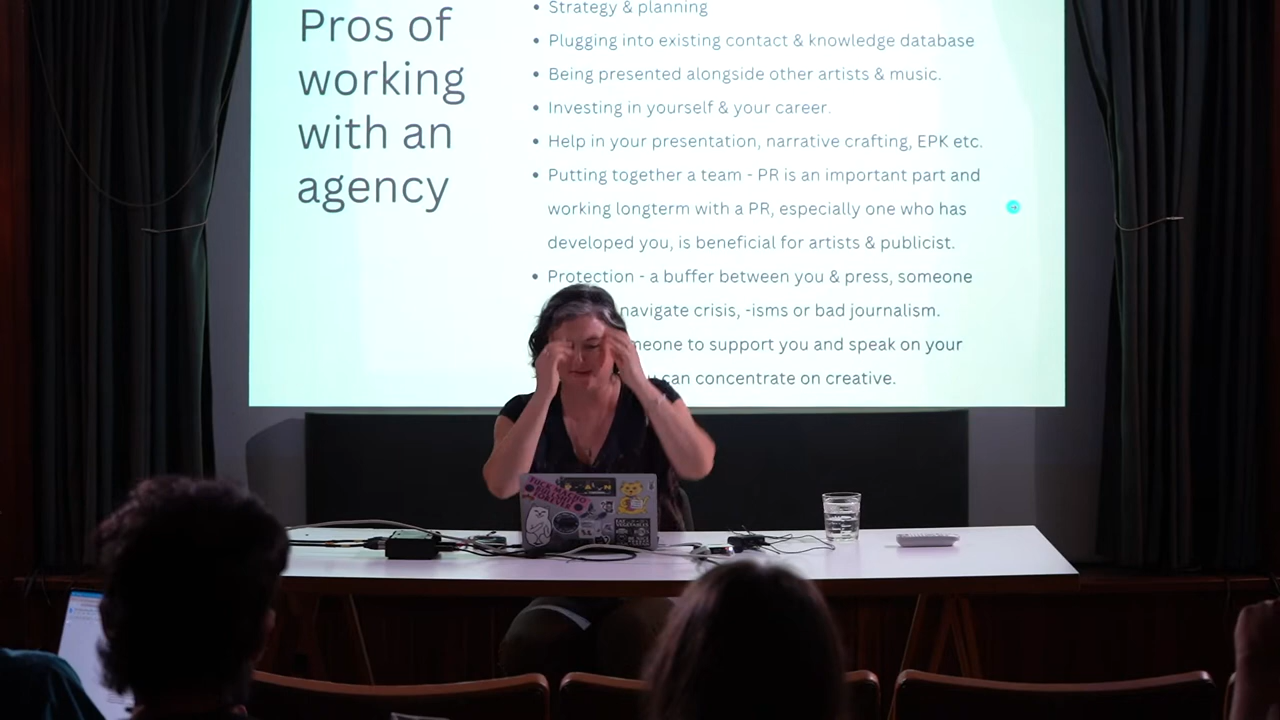 Pros of
working
with an
agency
• Strategy & planning
• Plugging into existing contact & knowledge database
• Being presented alongside other artists & music.
• Investing in yourself & your career.
• Help in your presentation, narrative crafting, EPK etc.
• Putting together a team - PR is an important part and
working longterm with a PR, especially one who has
developed you, is beneficial for artists & publicist.
• Protection - a buffer between you & press, someone
navigate crisis, -isms or bad journalism.
meone to support you and speak on your
can concentrate on creative.
FOREVER